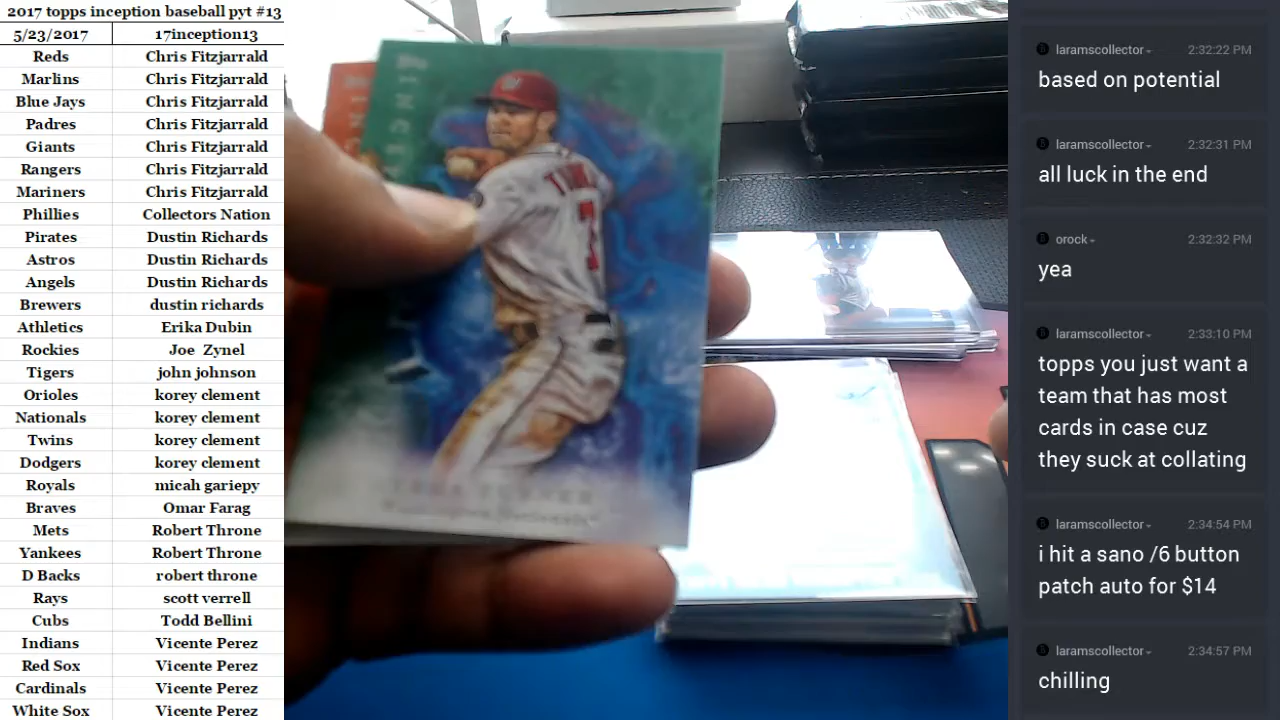 2017 topps inception baseball pyt #13
5/23/2017 17inception13
Reds Chris Fitzjarrald
Marlins Chris Fitzjarrald
Blue Jays Chris Fitzjarrald
Padres Chris Fitzjarrald
Giants Chris Fitzjarrald
Rangers Chris Fitzjarrald
Mariners Chris Fitzjarrald
Phillies Collectors Nation
Pirates Dustin Richards
Astros Dustin Richards
Angels Dustin Richards
Brewers dustin richards
Athletics Erika Dubin
Rockies Joe Zynel
Tigers john johnson
Orioles korey clement
Nationals korey clement
Twins korey clement
Dodgers korey clement
Royals micah gariepy
Braves Omar Farag
Mets Robert Throne
Yankees Robert Throne
D Backs robert throne
Rays scott verrell
Cubs Todd Bellini
Indians Vicente Perez
Red Sox Vicente Perez
Cardinals Vicente Perez
White Sox Vicente Perez
7
laramscollector 2:32:22 PM
based on potential
laramscollector 2:32:31 PM
all luck in the end
orock 2:32:32 PM
yea
laramscollector 2:33:10 PM
topps you just want a
team that has most
cards in case cuz
they suck at collating
laramscollector 2:34:54 PM
i hit a sano /6 button
patch auto for $14
laramscollector 2:34:57 PM
chilling